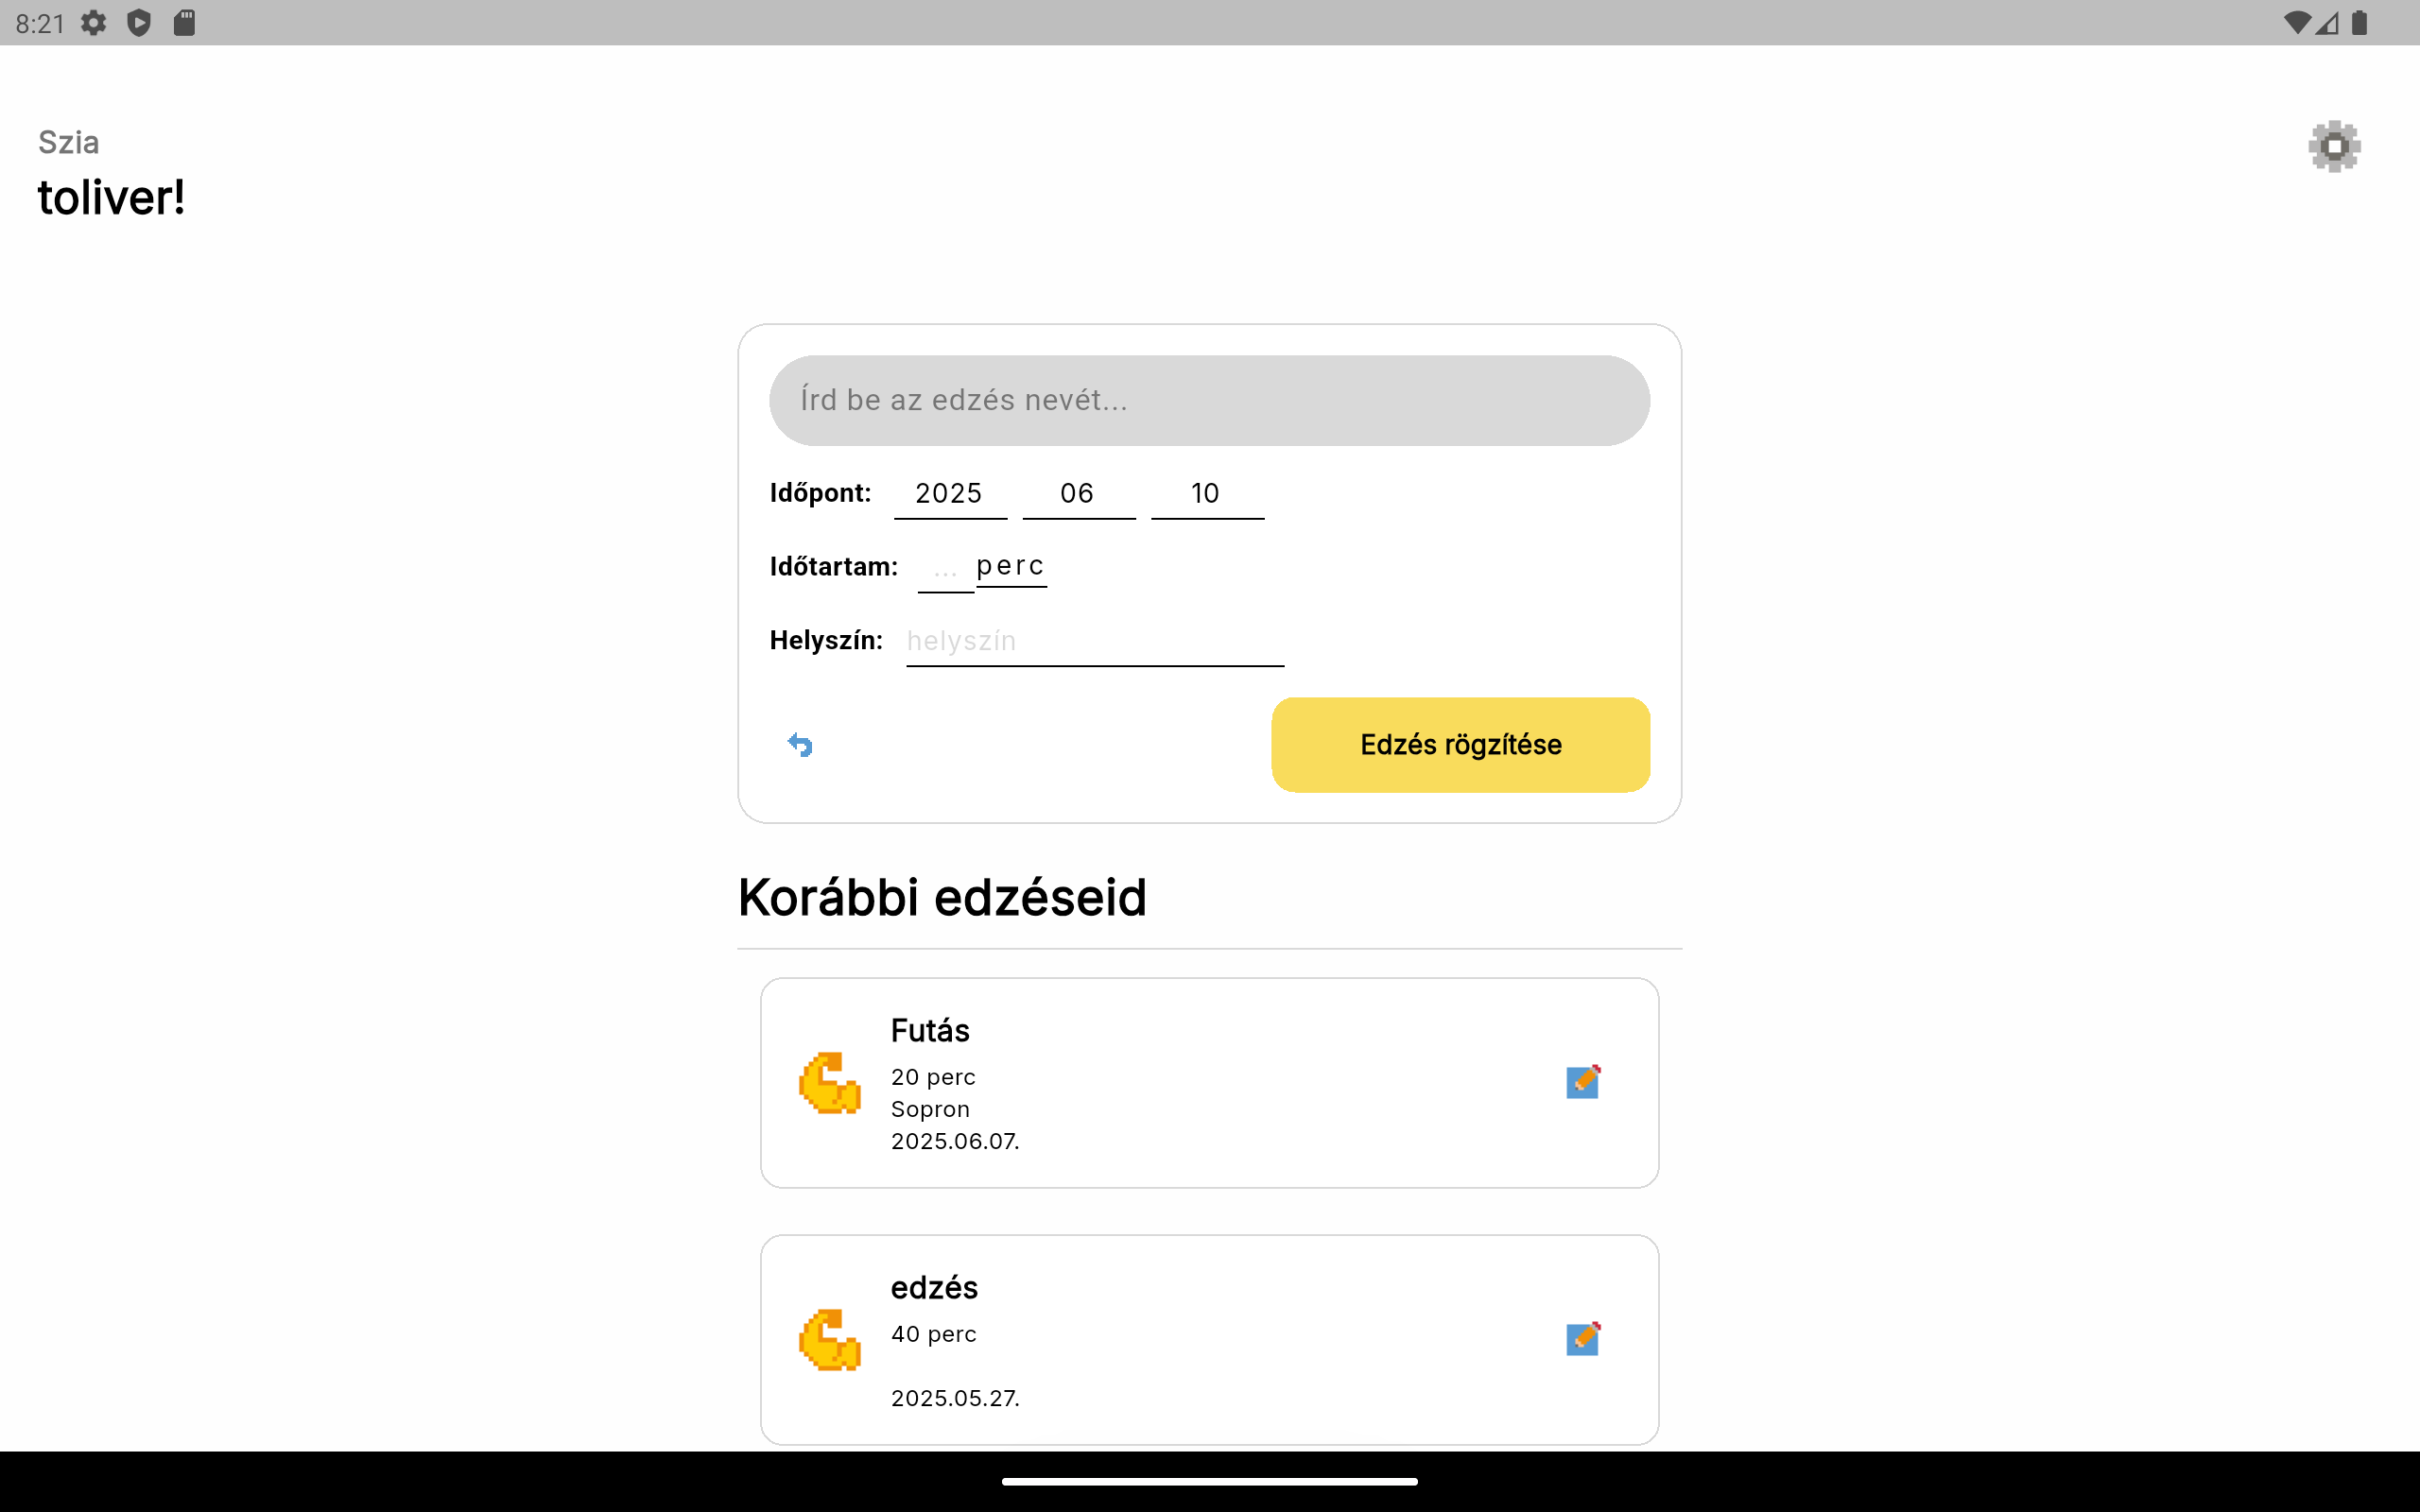 8:21
Szia
toliver!
Írd be az edzés nevét...
Időpont: 2025 06 10
Időtartam: ... perc
Helyszín: helyszín
Edzés rögzítése
Korábbi edzéseid
Futás
20 perc
Sopron
2025.06.07.
edzés
40 perc
2025.05.27.